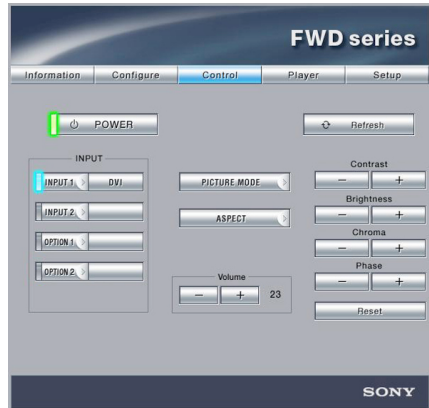 FWD series
Information Configure Control Player Setup
POWER Refresh
INPUT
INPUT 1 DVI
INPUT 2
OPTION 1
OPTION 2
PICTURE MODE
ASPECT
Volume
− + 23
Contrast
− +
Brightness
− +
Chroma
− +
Phase
− +
Reset
SONY